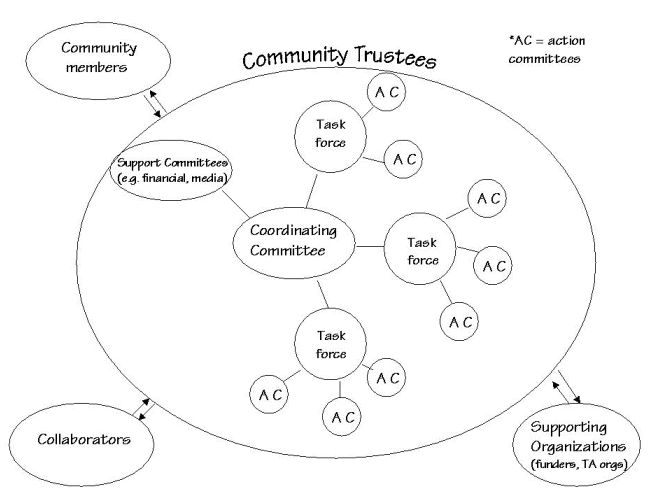 Community
members
Community Trustees
*AC = action
committees
A C
Task
force
A C
Support Committees
(e.g. financial, media)
A C
Coordinating
Committee
Task
force
A C
A C
Task
force
A C
A C
A C
Collaborators
Supporting
Organizations
(funders, TA orgs)